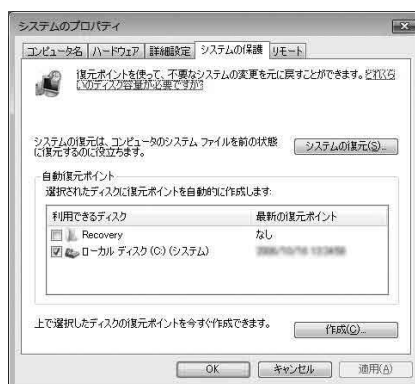 システムのプロパティ
コンピュータ名 ハードウェア 詳細設定 システムの保護 リモート
復元ポイントを使って、不要なシステムの変更を元に戻すことができます。どれくら
いのディスク容量が必要ですか?
システムの復元は、コンピュータのシステム ファイルを前の状態
に復元するのに役立ちます。
システムの復元(S)...
自動復元ポイント
選択されたディスクに復元ポイントを自動的に作成します:
利用できるディスク 最新の復元ポイント
Recovery なし
ローカル ディスク (C:) (システム)
上で選択したディスクの復元ポイントを今すぐ作成できます。
作成(C)...
OK キャンセル 適用(A)